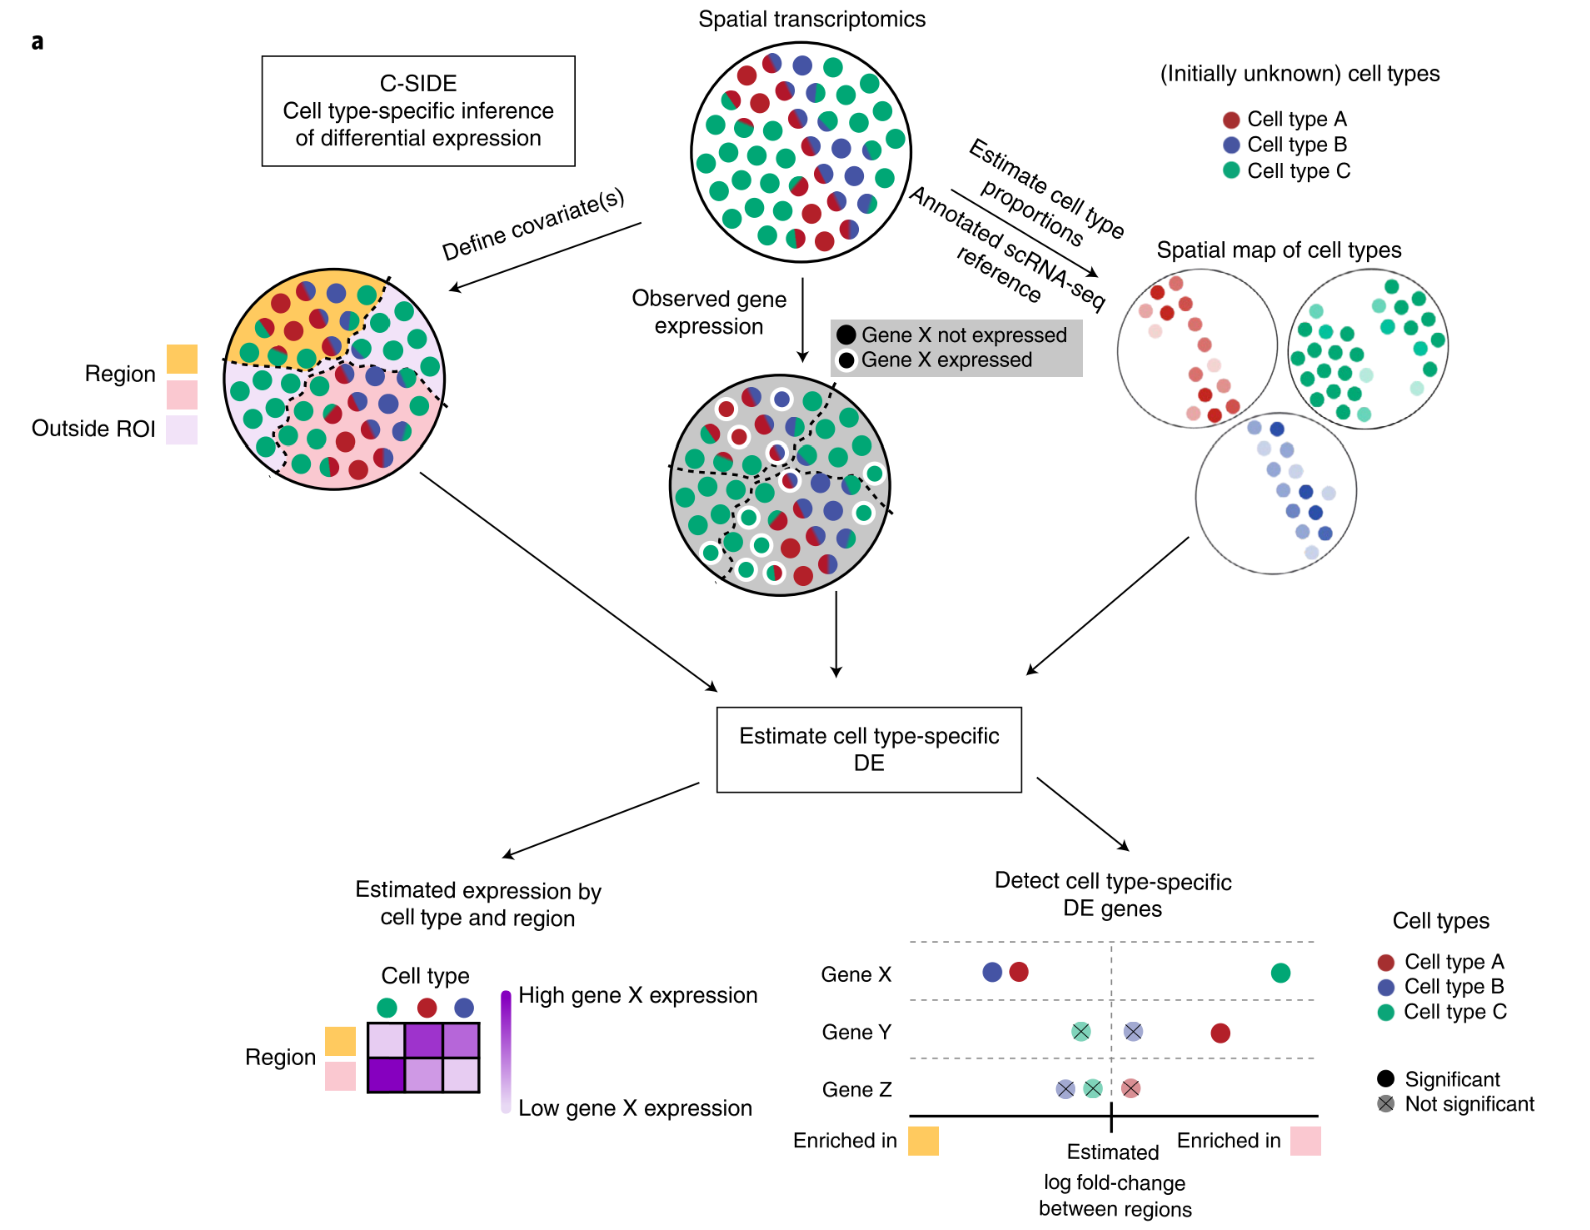 a
Spatial transcriptomics
C-SIDE
Cell type-specific inference
of differential expression
(Initially unknown) cell types
Cell type A
Cell type B
Cell type C
Define covariate(s)
Estimate cell type
proportions
Annotated scRNA-seq
reference
Observed gene
expression
Gene X not expressed
Gene X expressed
Spatial map of cell types
Region
Outside ROI
Estimate cell type-specific
DE
Estimated expression by
cell type and region
Cell type
High gene X expression
Region
Low gene X expression
Detect cell type-specific
DE genes
Gene X
Gene Y
Gene Z
Enriched in
Enriched in
Estimated
log fold-change
between regions
Cell types
Cell type A
Cell type B
Cell type C
Significant
Not significant